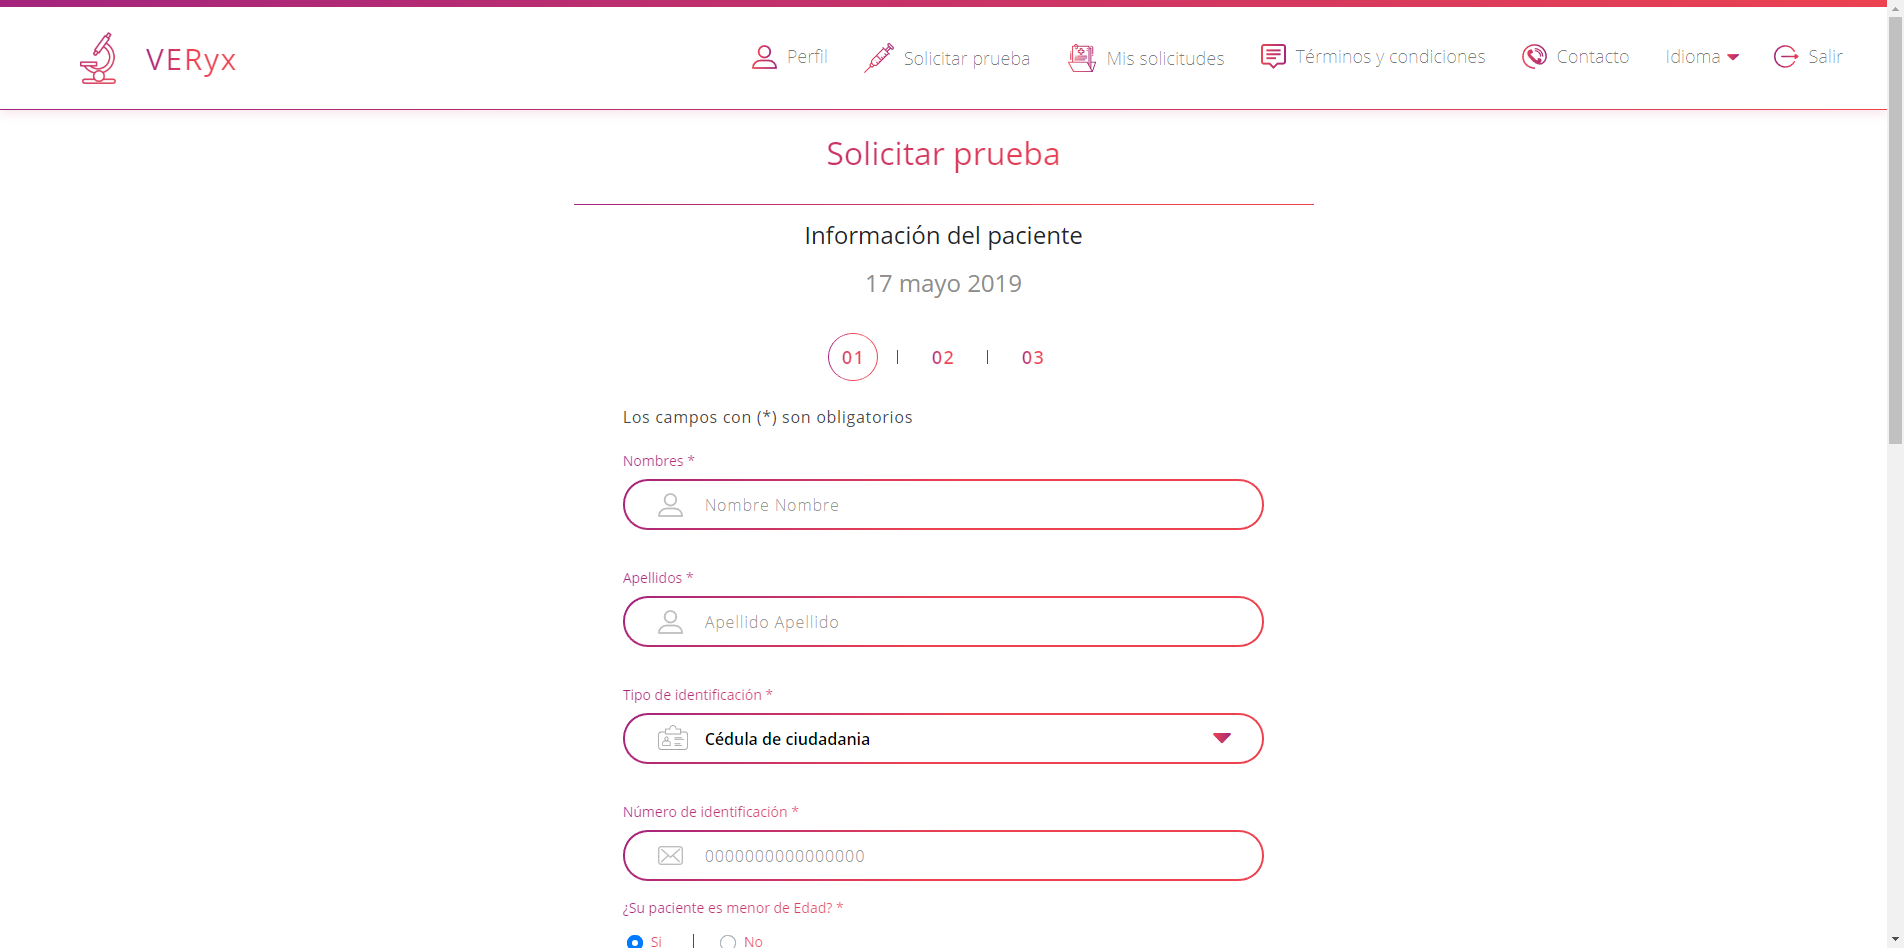 VERyx
Perfil
Solicitar prueba
Mis solicitudes
Términos y condiciones
Contacto
Idioma
Salir
Solicitar prueba
Información del paciente
17 mayo 2019
01 | 02 | 03
Los campos con (*) son obligatorios
Nombres *
Nombre Nombre
Apellidos *
Apellido Apellido
Tipo de identificación *
Cédula de ciudadania
Número de identificación *
0000000000000000
¿Su paciente es menor de Edad? *
Si | No